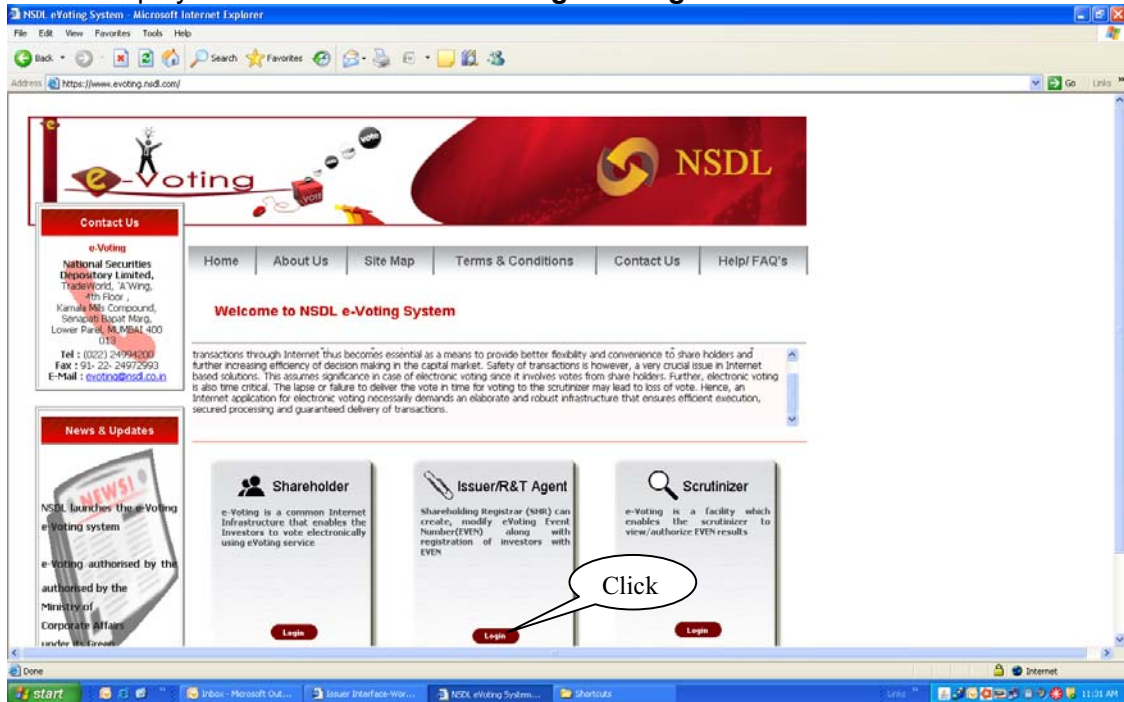 NSDL eVoting System - Microsoft Internet Explorer
File Edit View Favorites Tools Help
Back Search Favorites
Address https://www.evoting.nsdl.com/ Go Links
e-Voting
vote
VOTE
NSDL
Contact Us
e-Voting
National Securities
Depository Limited,
TradeWorld, 'A'Wing,
4th Floor ,
Kamala Mills Compound,
Senapati Bapat Marg,
Lower Parel, MUMBAI 400
013
Tel : (022) 24994200
Fax : 91- 22- 24972993
E-Mail : evoting@nsdl.co.in
Home About Us Site Map Terms & Conditions Contact Us Help/ FAQ's
Welcome to NSDL e-Voting System
transactions through Internet thus becomes essential as a means to provide better flexibility and convenience to share holders and
further increasing efficiency of decision making in the capital market. Safety of transactions is however, a very crucial issue in Internet
based solutions. This assumes significance in case of electronic voting since it involves votes from share holders. Further, electronic voting
is also time critical. The lapse or failure to deliver the vote in time for voting to the scrutinizer may lead to loss of vote. Hence, an
Internet application for electronic voting necessarily demands an elaborate and robust infrastructure that ensures efficient execution,
secured processing and guaranteed delivery of transactions.
News & Updates
NEWS!
NSDL launches the e-Voting
e-Voting system
e-Voting authorised by the
authorised by the
Ministry of
Corporate Affairs
under its Green
Shareholder
e-Voting is a common Internet
Infrastructure that enables the
Investors to vote electronically
using eVoting service
Login
Issuer/R&T Agent
Shareholding Registrar (SHR) can
create, modify eVoting Event
Number(EVEN) along with
registration of investors with
EVEN
Click
Login
Scrutinizer
e-Voting is a facility which
enables the scrutinizer to
view/authorize EVEN results
Login
Done Internet
start Inbox - Microsoft Out... Issuer Interface-Wor... NSDL eVoting System... Shortcuts Links 11:01 AM